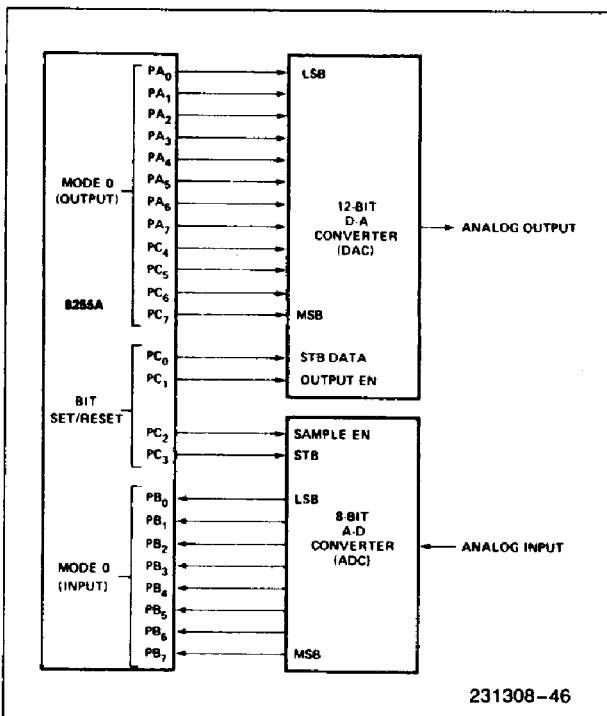 PA0
LSB
PA1
PA2
PA3
PA4
MODE 0
(OUTPUT)
PA5
PA6
12-BIT
D-A
CONVERTER
(DAC)
ANALOG OUTPUT
PA7
PC4
PC5
8255A
PC6
PC7
MSB
PC0
STB DATA
BIT
SET/RESET
PC1
OUTPUT EN
PC2
SAMPLE EN
PC3
STB
PB0
LSB
PB1
8-BIT
A-D
CONVERTER
(ADC)
ANALOG INPUT
PB2
MODE 0
(INPUT)
PB3
PB4
PB5
PB6
PB7
MSB
231308-46